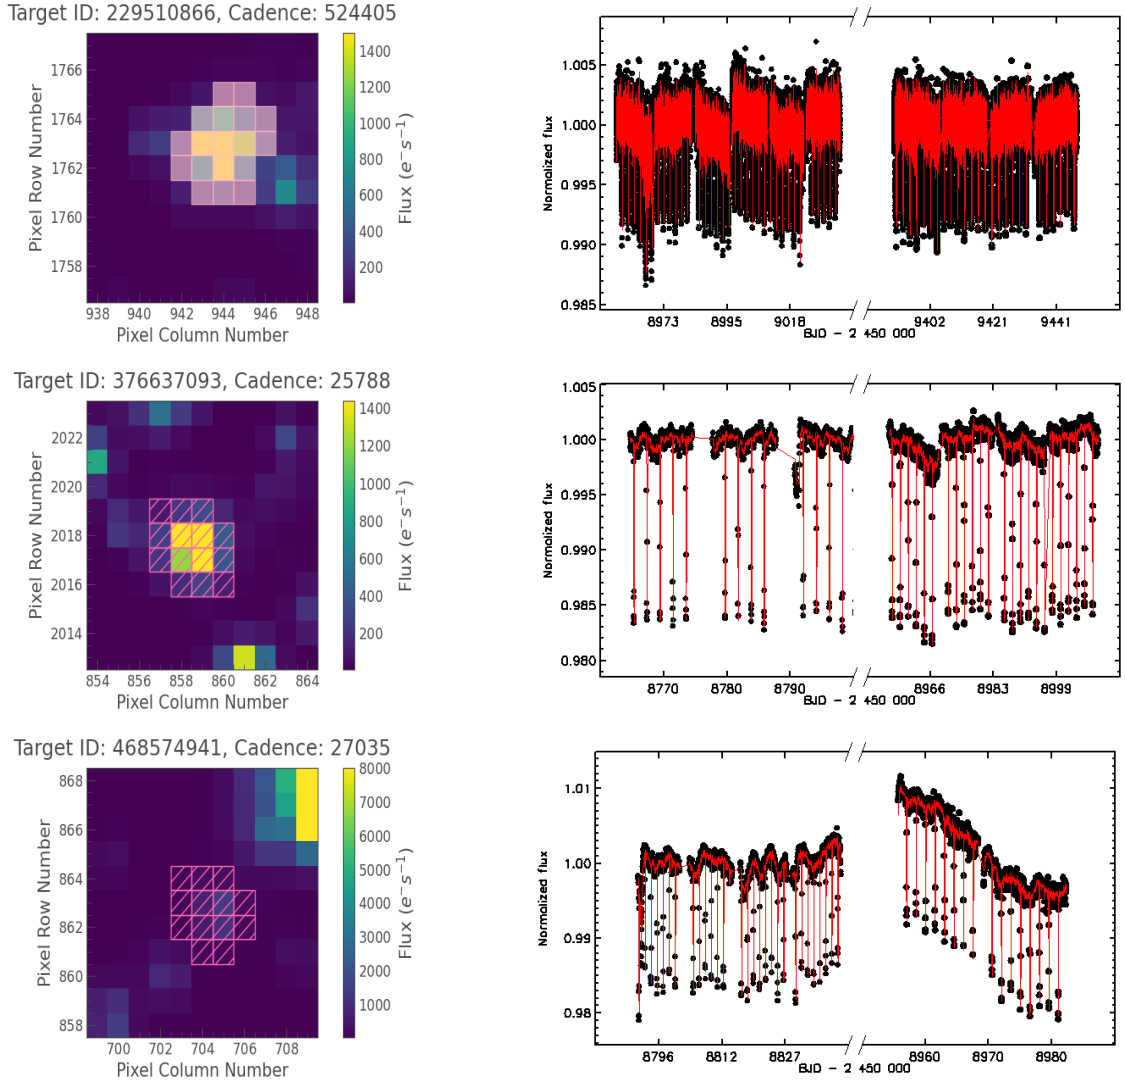 Target ID: 229510866, Cadence: 524405
1766
1764
1762
1760
1758
Pixel Row Number
938 940 942 944 946 948
Pixel Column Number
1400
1200
1000
800
600
400
200
Flux (e⁻s⁻¹)
1.005
1.000
0.995
0.990
0.985
Normalized flux
8973 8995 9018 9402 9421 9441
BJD - 2 450 000
Target ID: 376637093, Cadence: 25788
2022
2020
2018
2016
2014
Pixel Row Number
854 856 858 860 862 864
Pixel Column Number
1400
1200
1000
800
600
400
200
Flux (e⁻s⁻¹)
1.005
1.000
0.995
0.990
0.985
0.980
Normalized flux
8770 8780 8790 8966 8983 8999
BJD - 2 450 000
Target ID: 468574941, Cadence: 27035
868
866
864
862
860
858
Pixel Row Number
700 702 704 706 708
Pixel Column Number
8000
7000
6000
5000
4000
3000
2000
1000
Flux (e⁻s⁻¹)
1.01
1.00
0.99
0.98
Normalized flux
8796 8812 8827 8960 8970 8980
BJD - 2 450 000